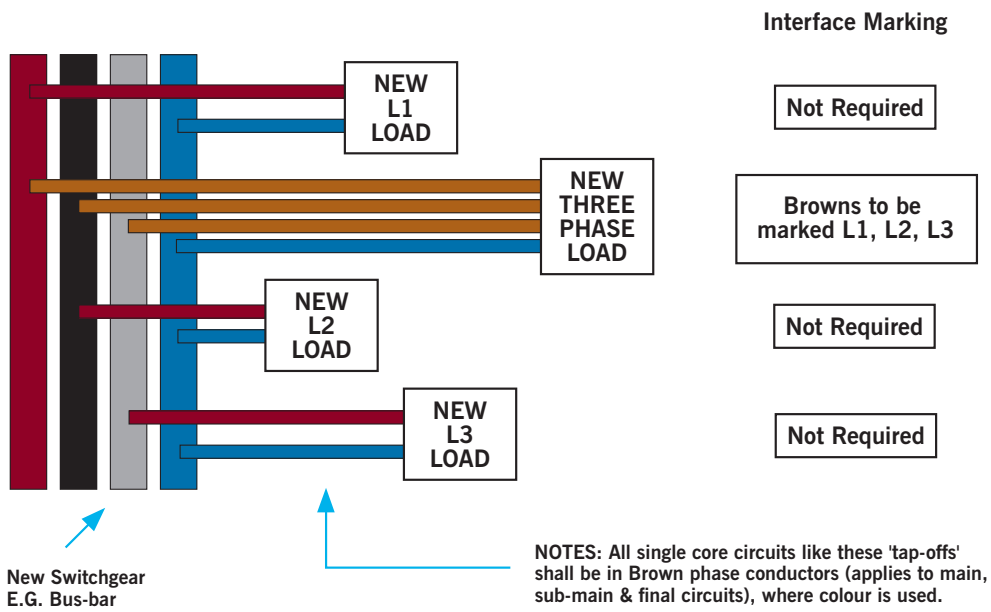 Interface Marking
NEW
L1
LOAD
Not Required
NEW
THREE
PHASE
LOAD
Browns to be
marked L1, L2, L3
NEW
L2
LOAD
Not Required
NEW
L3
LOAD
Not Required
New Switchgear
E.G. Bus-bar
NOTES: All single core circuits like these 'tap-offs'
shall be in Brown phase conductors (applies to main,
sub-main & final circuits), where colour is used.